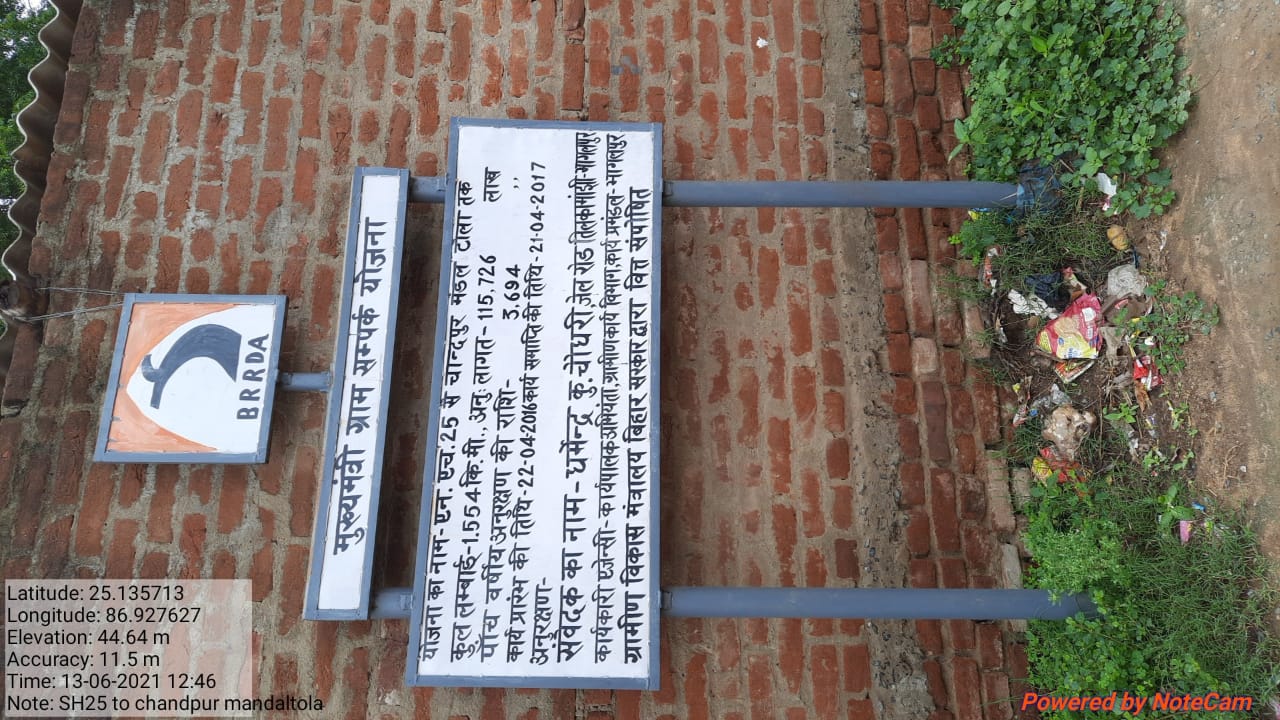 BRRDA
मुख्यमंत्री ग्राम सम्पर्क योजना
योजना का नाम-एन. एच. 25 से चान्दपुर मंडल टोला तक
कुल लम्बाई-1.554 कि.मी., अनुः लागत- 115.726 लाख
पाँच वर्षीय अनुरक्षण की राशि- 3.694 ,,
कार्य प्रारंभ की तिथि-22-04-2016 कार्य समाप्ति की तिथि-21-04-2017
अनुरक्षण-
संवेदक का नाम-धर्मेन्द्र कु. चौधरी, जेल रोड तिलकामांझी-भागलपुर
कार्यकारी एजेन्सी-कार्यपालक अभियंता, ग्रामीण कार्य विभाग, कार्य प्रमंडल-भागलपुर
ग्रामीण विकास मंत्रालय बिहार सरकार द्वारा वित संपोषित
Latitude: 25.135713
Longitude: 86.927627
Elevation: 44.64 m
Accuracy: 11.5 m
Time: 13-06-2021 12:46
Note: SH25 to chandpur mandaltola
Powered by NoteCam